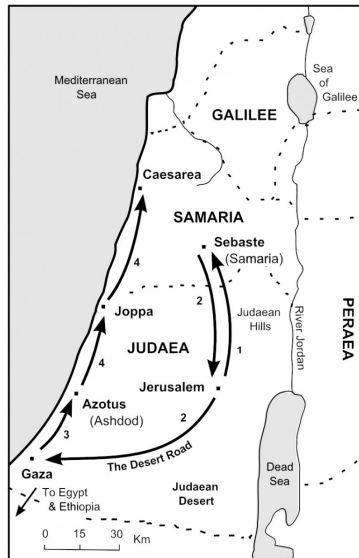 Mediterranean
Sea
Sea
of
Galilee
GALILEE
Caesarea
4
SAMARIA
Sebaste
(Samaria)
2
Joppa
Judaean
Hills
1
River Jordan
PERAEA
JUDAEA
4
Jerusalem
Azotus
(Ashdod)
2
3
The Desert Road
Gaza
Dead
Sea
To Egypt
& Ethiopia
Judaean
Desert
0 15 30
Km